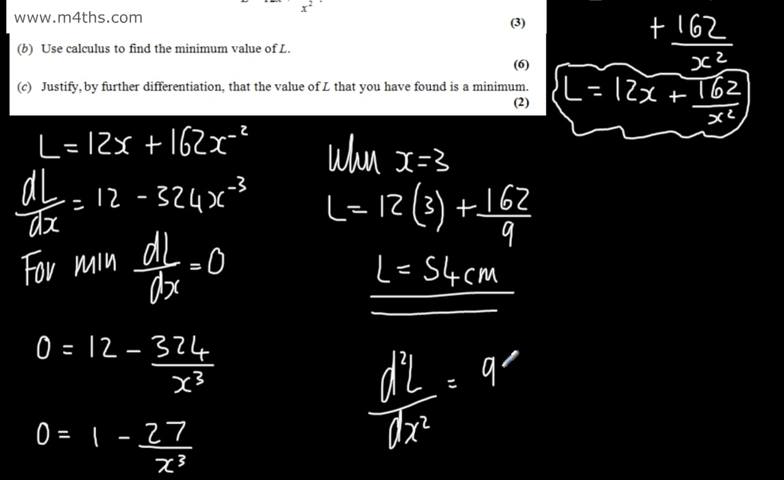 www.m4ths.com
x²
(3)
(b) Use calculus to find the minimum value of L.
(6)
(c) Justify, by further differentiation, that the value of L that you have found is a minimum.
(2)
+ 162/x²
L = 12x + 162/x²
L = 12x + 162x⁻²
dL/dx = 12 - 324x⁻³
For min dL/dx = 0
0 = 12 - 324/x³
0 = 1 - 27/x³
When x = 3
L = 12(3) + 162/9
L = 54cm
d²L/dx² = 9